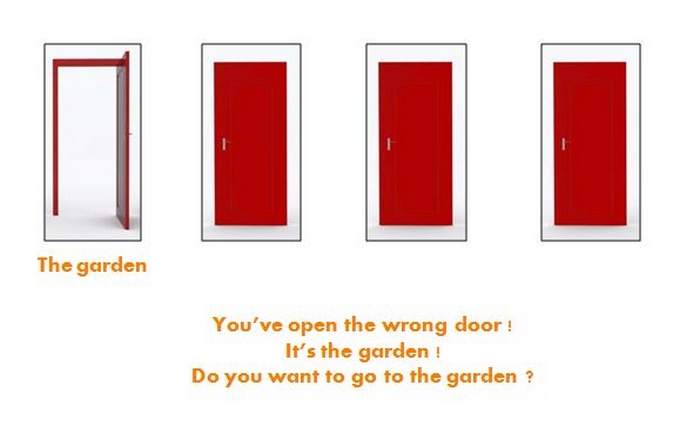 The garden
You've open the wrong door !
It's the garden !
Do you want to go to the garden ?